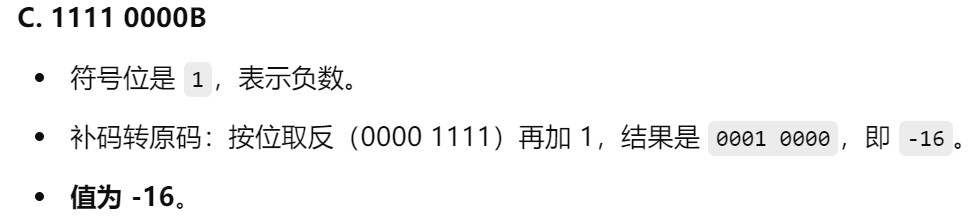 C. 1111 0000B
符号位是 1，表示负数。
补码转原码：按位取反（0000 1111）再加 1，结果是 0001 0000，即 -16。
值为 -16。